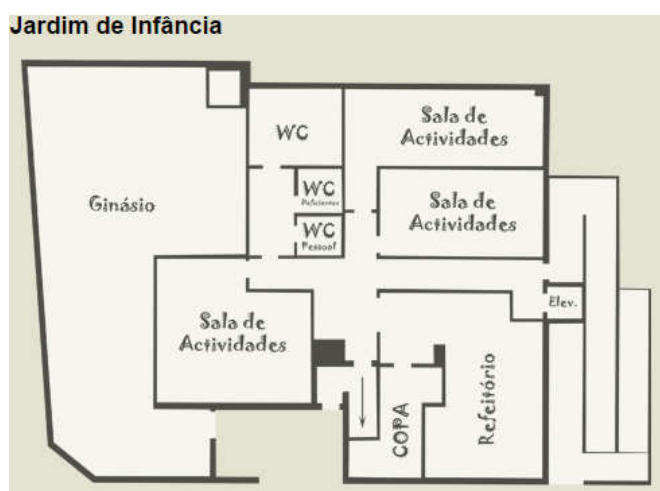 Jardim de Infância
WC
Sala de
Actividades
Ginásio
WC
Deficientes
Sala de
Actividades
WC
Pessoal
Elev.
Sala de
Actividades
COPA
Refeitório